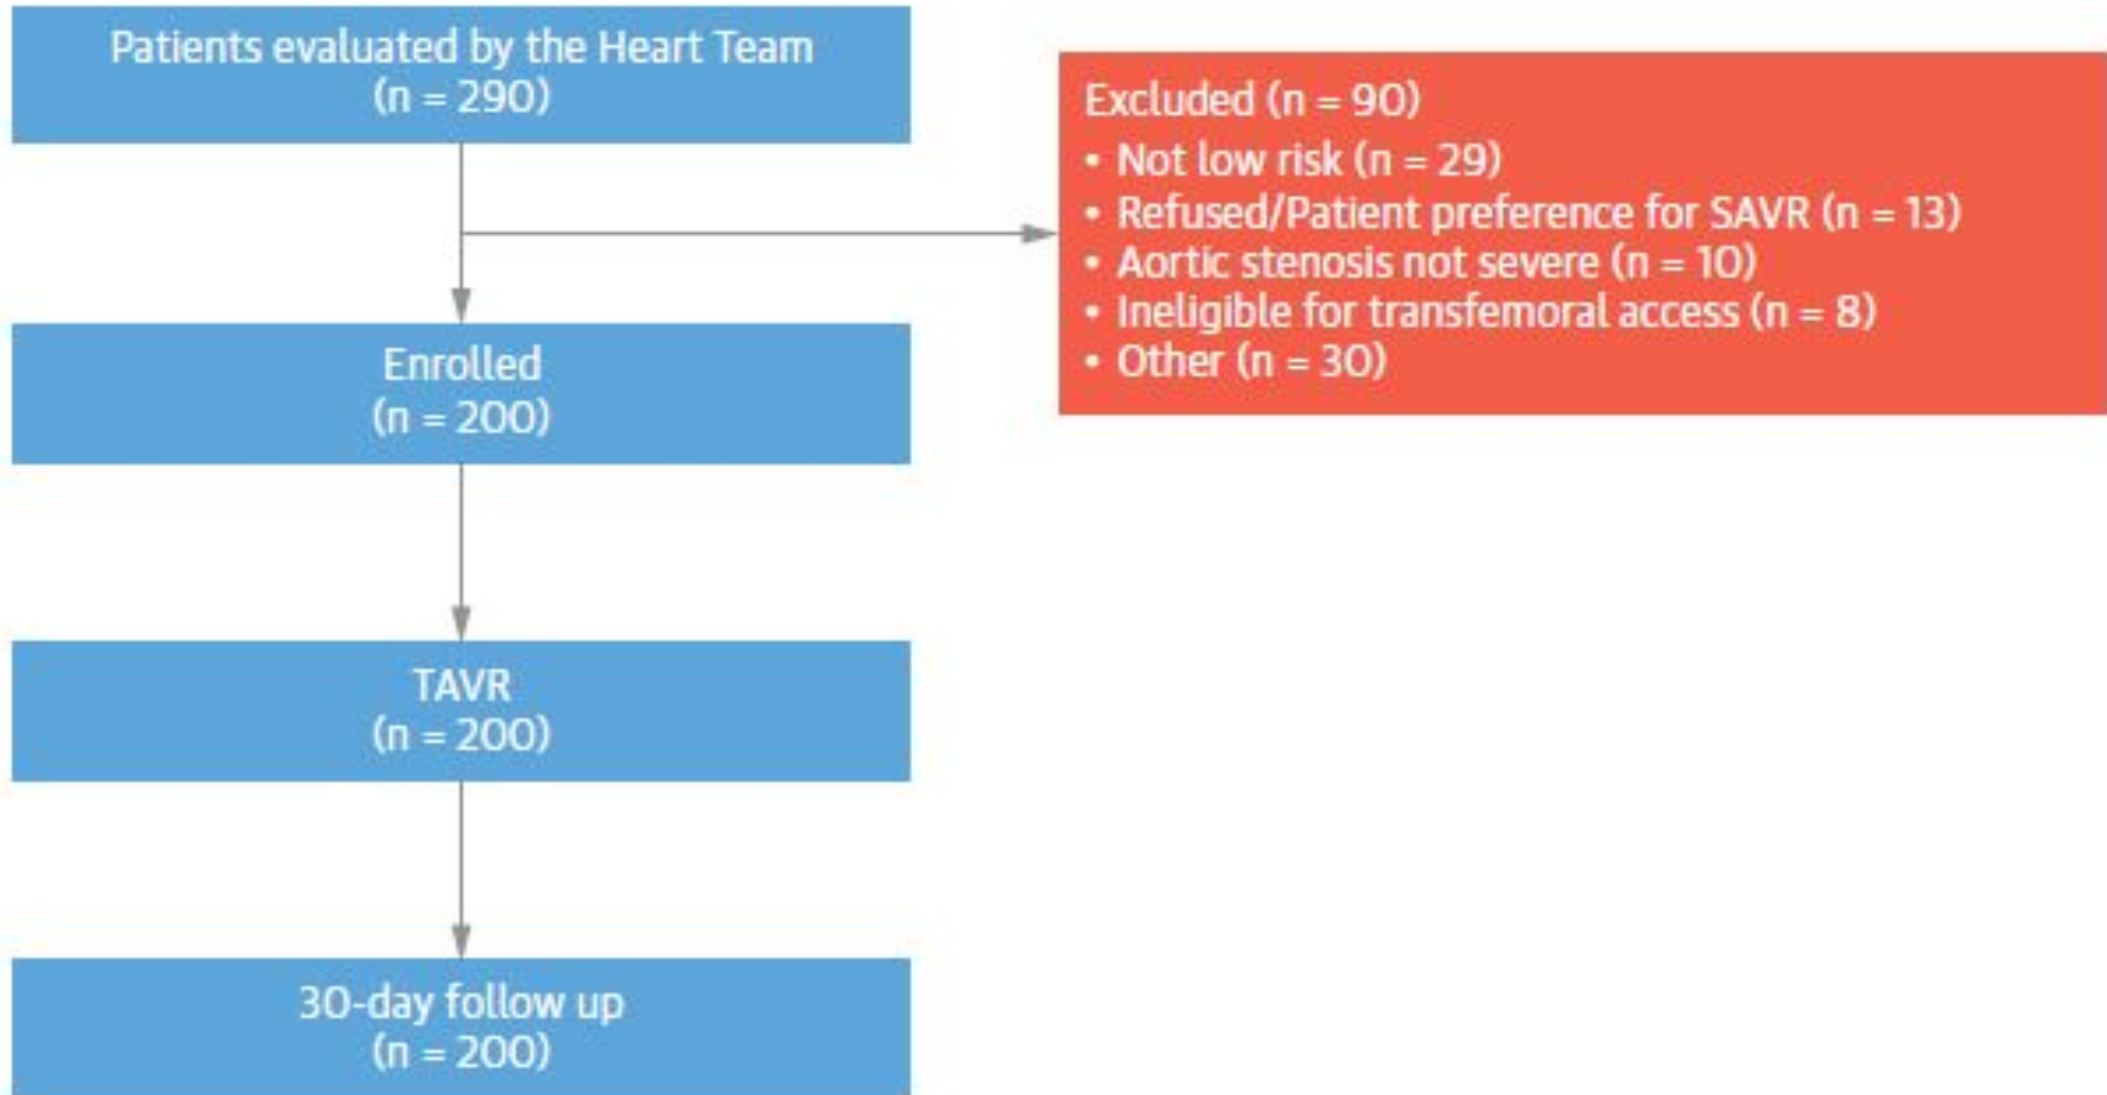 Patients evaluated by the Heart Team
(n = 290)
Excluded (n = 90)
• Not low risk (n = 29)
• Refused/Patient preference for SAVR (n = 13)
• Aortic stenosis not severe (n = 10)
• Ineligible for transfemoral access (n = 8)
• Other (n = 30)
Enrolled
(n = 200)
TAVR
(n = 200)
30-day follow up
(n = 200)